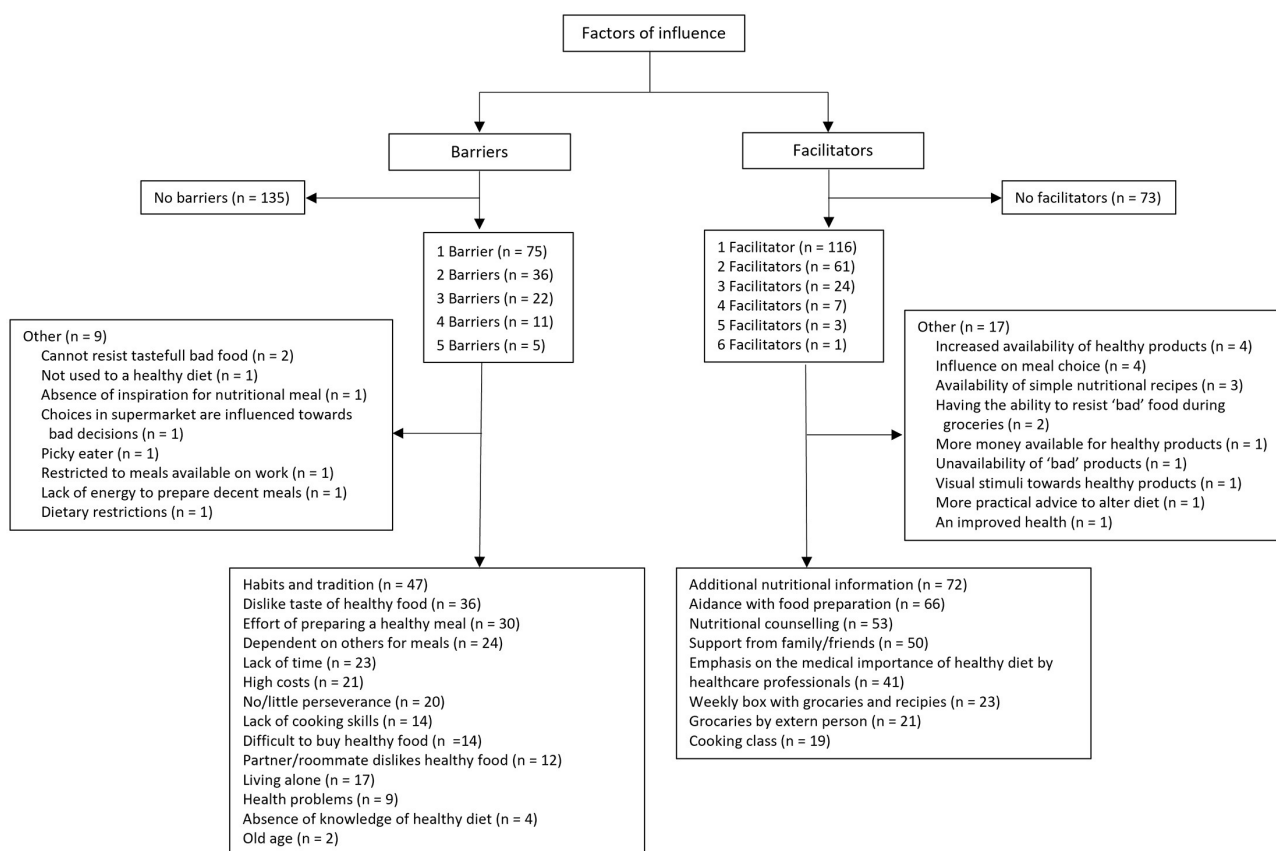 Factors of influence
Barriers
Facilitators
No barriers (n = 135)
No facilitators (n = 73)
1 Barrier (n = 75)
2 Barriers (n = 36)
3 Barriers (n = 22)
4 Barriers (n = 11)
5 Barriers (n = 5)
1 Facilitator (n = 116)
2 Facilitators (n = 61)
3 Facilitators (n = 24)
4 Facilitators (n = 7)
5 Facilitators (n = 3)
6 Facilitators (n = 1)
Other (n = 9)
Cannot resist tastefull bad food (n = 2)
Not used to a healthy diet (n = 1)
Absence of inspiration for nutritional meal (n = 1)
Choices in supermarket are influenced towards
bad decisions (n = 1)
Picky eater (n = 1)
Restricted to meals available on work (n = 1)
Lack of energy to prepare decent meals (n = 1)
Dietary restrictions (n = 1)
Other (n = 17)
Increased availability of healthy products (n = 4)
Influence on meal choice (n = 4)
Availability of simple nutritional recipes (n = 3)
Having the ability to resist ‘bad’ food during
groceries (n = 2)
More money available for healthy products (n = 1)
Unavailability of ‘bad’ products (n = 1)
Visual stimuli towards healthy products (n = 1)
More practical advice to alter diet (n = 1)
An improved health (n = 1)
Habits and tradition (n = 47)
Dislike taste of healthy food (n = 36)
Effort of preparing a healthy meal (n = 30)
Dependent on others for meals (n = 24)
Lack of time (n = 23)
High costs (n = 21)
No/little perseverance (n = 20)
Lack of cooking skills (n = 14)
Difficult to buy healthy food (n =14)
Partner/roommate dislikes healthy food (n = 12)
Living alone (n = 17)
Health problems (n = 9)
Absence of knowledge of healthy diet (n = 4)
Old age (n = 2)
Additional nutritional information (n = 72)
Aidance with food preparation (n = 66)
Nutritional counselling (n = 53)
Support from family/friends (n = 50)
Emphasis on the medical importance of healthy diet by
healthcare professionals (n = 41)
Weekly box with grocaries and recipies (n = 23)
Grocaries by extern person (n = 21)
Cooking class (n = 19)